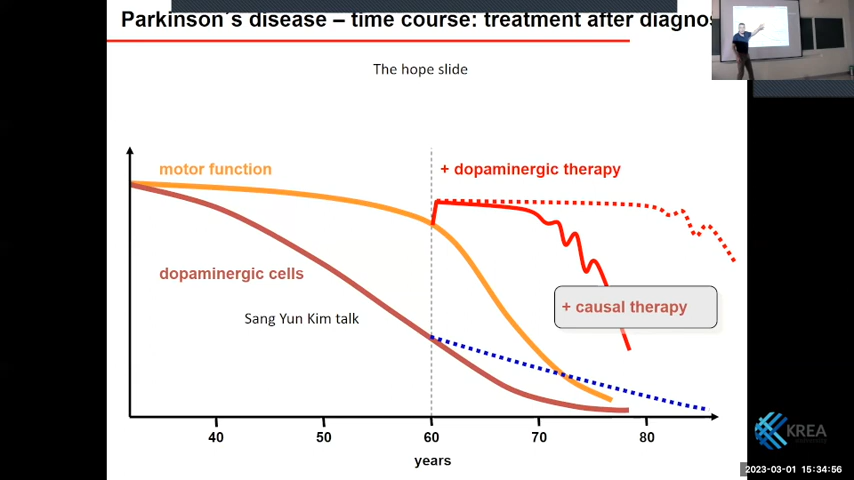 Parkinson's disease – time course: treatment after diagnos
The hope slide
motor function
+ dopaminergic therapy
dopaminergic cells
Sang Yun Kim talk
+ causal therapy
40 50 60 70 80
years
KREA
2023-03-01 15:34:56